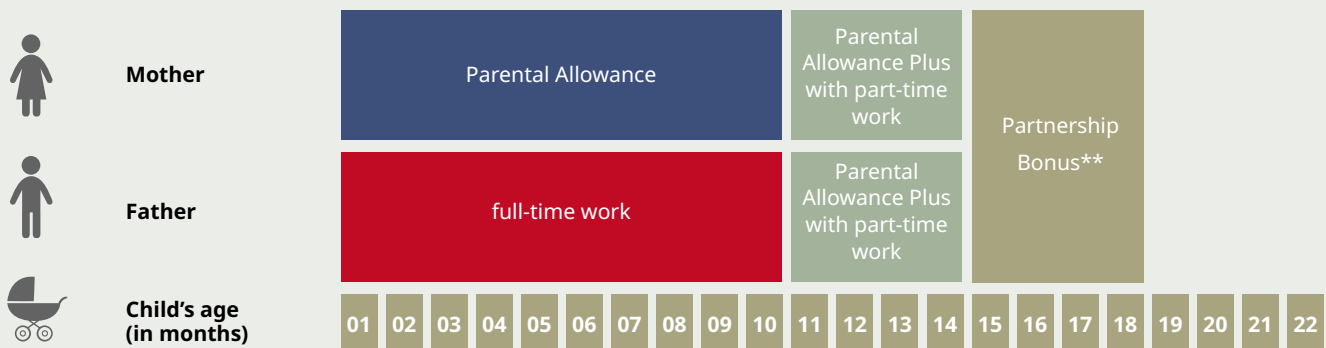 Mother
Parental Allowance
Parental
Allowance Plus
with part-time
work
Partnership
Bonus**
Father
full-time work
Parental
Allowance Plus
with part-time
work
Child’s age
(in months)
01 02 03 04 05 06 07 08 09 10 11 12 13 14 15 16 17 18 19 20 21 22